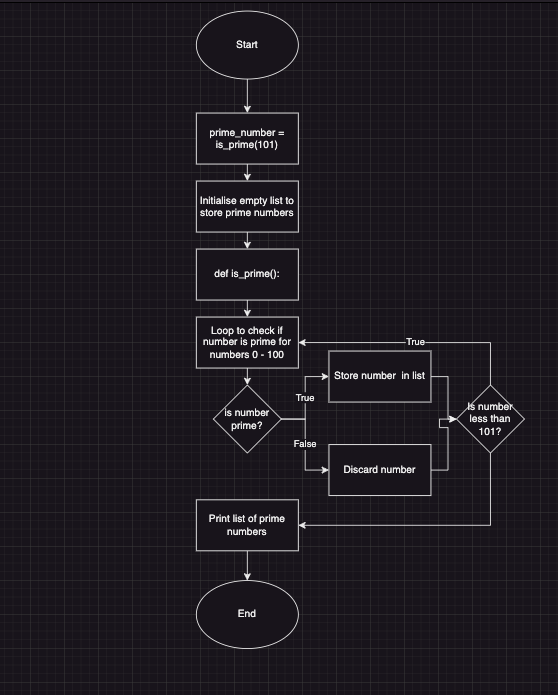 Start
prime_number =
is_prime(101)
Initialise empty list to
store prime numbers
def is_prime():
Loop to check if
number is prime for
numbers 0 - 100
True
Store number in list
is number
prime?
True
Is number
less than
101?
False
Discard number
Print list of prime
numbers
End